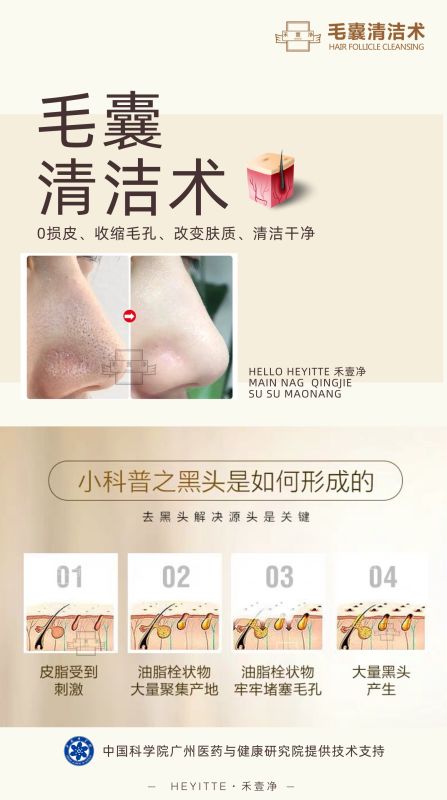 禾壹净
毛囊清洁术
HAIR FOLLICLE CLEANSING
毛囊
清洁术
0损皮、收缩毛孔、改变肤质、清洁干净
HELLO HEYITTE 禾壹净
MAIN NAG QINGJIE
SU SU MAONANG
小科普之黑头是如何形成的
去黑头解决源头是关键
01
02
03
04
皮脂受到
刺激
油脂栓状物
大量聚集产地
油脂栓状物
牢牢堵塞毛孔
大量黑头
产生
中国科学院广州医药与健康研究院提供技术支持
— HEYITTE·禾壹净 —